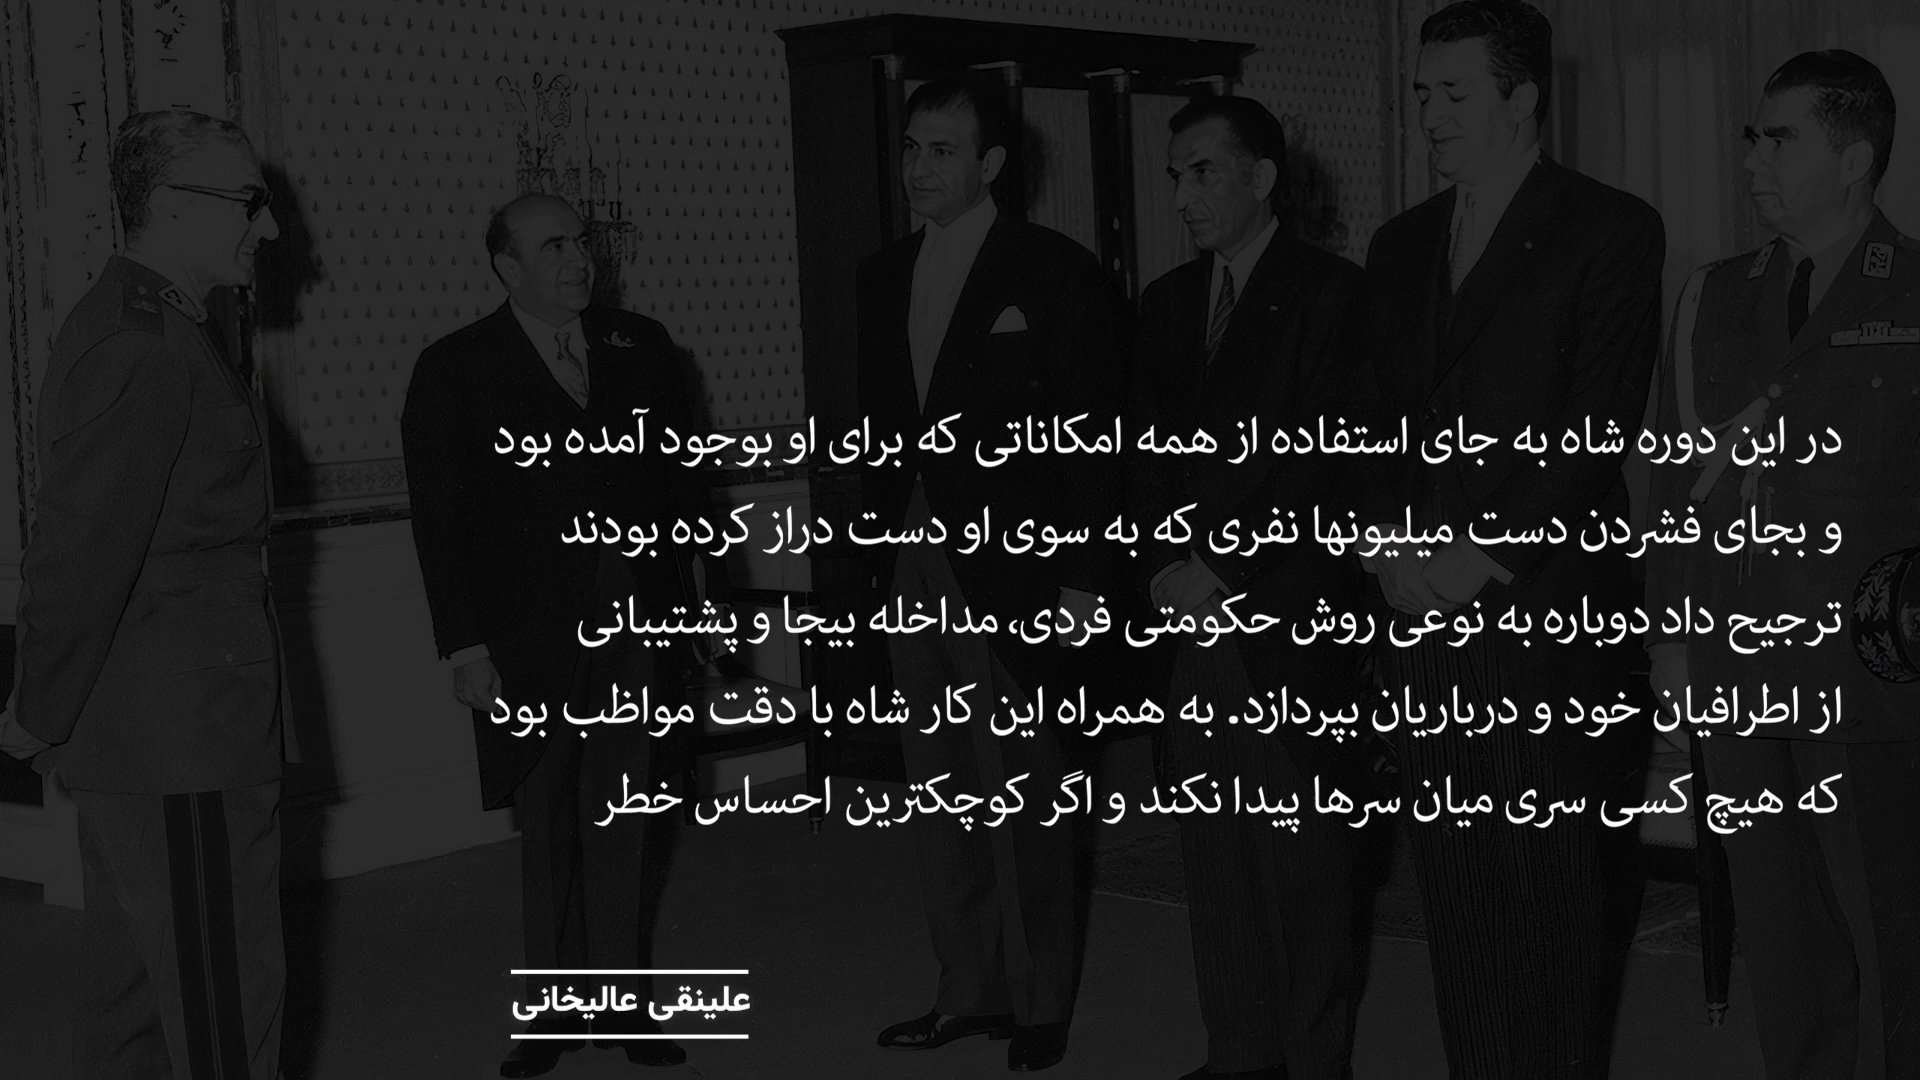 در این دوره شاه به جای استفاده از همه امکاناتی که برای او بوجود آمده بود
و بجای فشردن دست میلیونها نفری که به سوی او دست دراز کرده بودند
ترجیح داد دوباره به نوعی روش حکومتی فردی، مداخله بیجا و پشتیبانی
از اطرافیان خود و درباریان بپردازد. به همراه این کار شاه با دقت مواظب بود
که هیچ کسی سری میان سرها پیدا نکند و اگر کوچکترین احساس خطر
علینقی عالیخانی